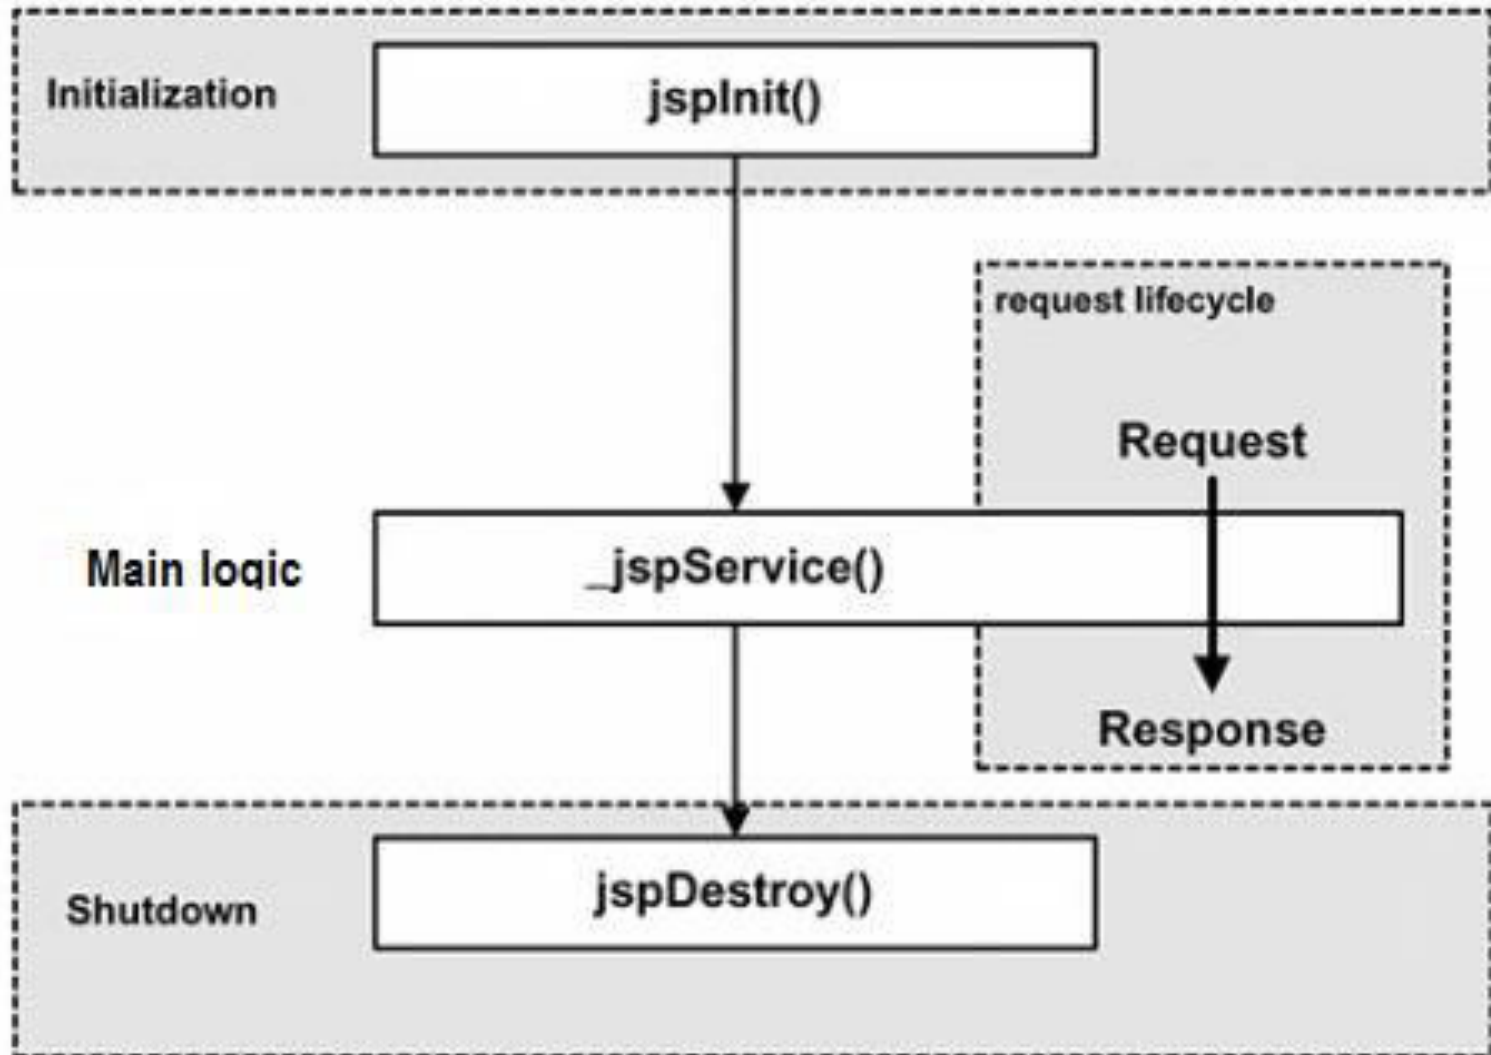 Initialization
jspInit()
request lifecycle
Request
Main logic
_jspService()
Response
jspDestroy()
Shutdown